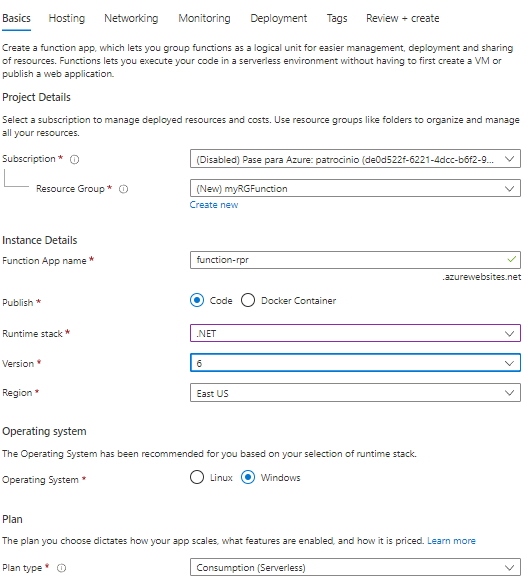 Basics Hosting Networking Monitoring Deployment Tags Review + create
Create a function app, which lets you group functions as a logical unit for easier management, deployment and sharing
of resources. Functions lets you execute your code in a serverless environment without having to first create a VM or
publish a web application.
Project Details
Select a subscription to manage deployed resources and costs. Use resource groups like folders to organize and manage
all your resources.
Subscription *
(Disabled) Pase para Azure: patrocinio (de0d522f-6221-4dcc-b6f2-9...
Resource Group *
(New) myRGFunction
Create new
Instance Details
Function App name *
function-rpr
.azurewebsites.net
Publish *
Code Docker Container
Runtime stack *
.NET
Version *
6
Region *
East US
Operating system
The Operating System has been recommended for you based on your selection of runtime stack.
Operating System *
Linux Windows
Plan
The plan you choose dictates how your app scales, what features are enabled, and how it is priced. Learn more
Plan type *
Consumption (Serverless)